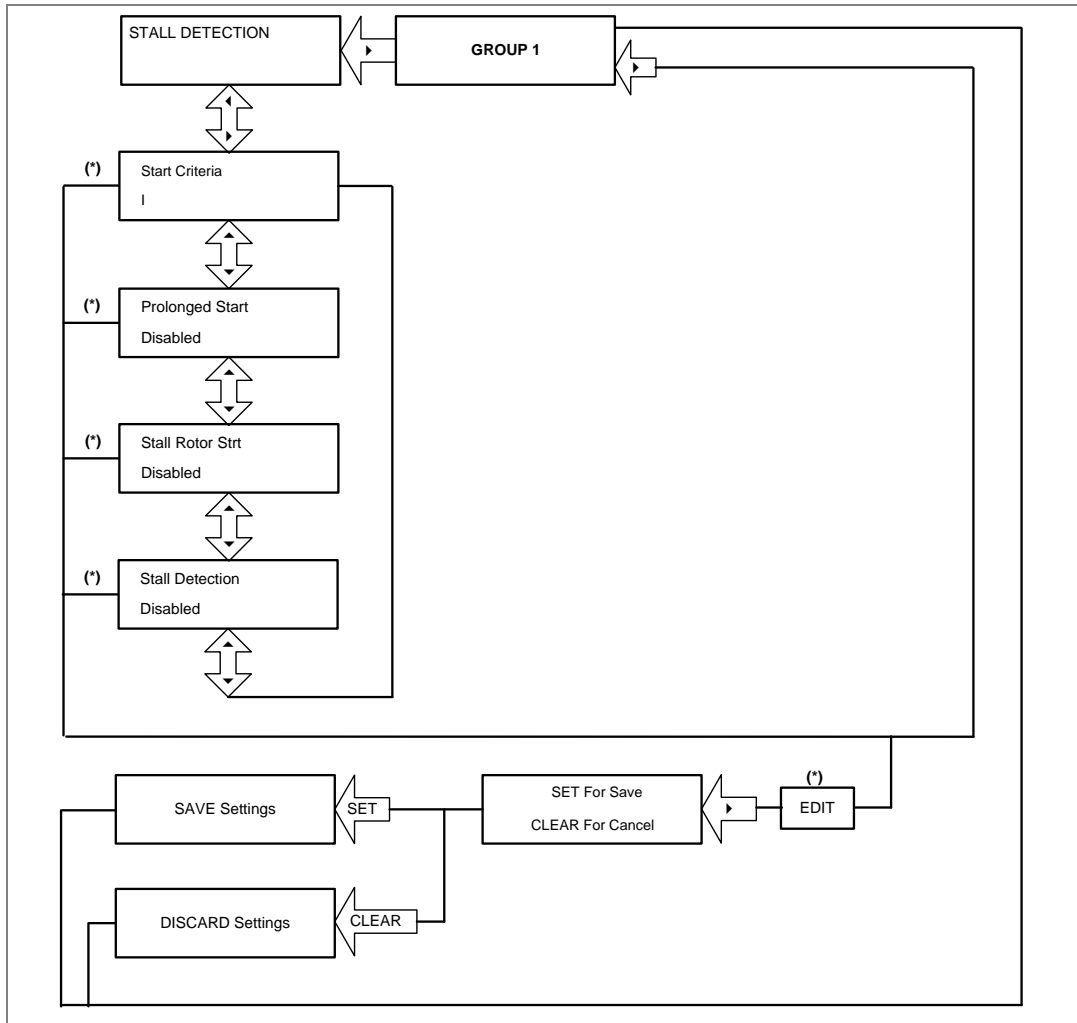 STALL DETECTION
GROUP 1
(*)
Start Criteria
I
(*)
Prolonged Start
Disabled
(*)
Stall Rotor Strt
Disabled
(*)
Stall Detection
Disabled
SAVE Settings
SET
SET For Save
CLEAR For Cancel
(*)
EDIT
DISCARD Settings
CLEAR